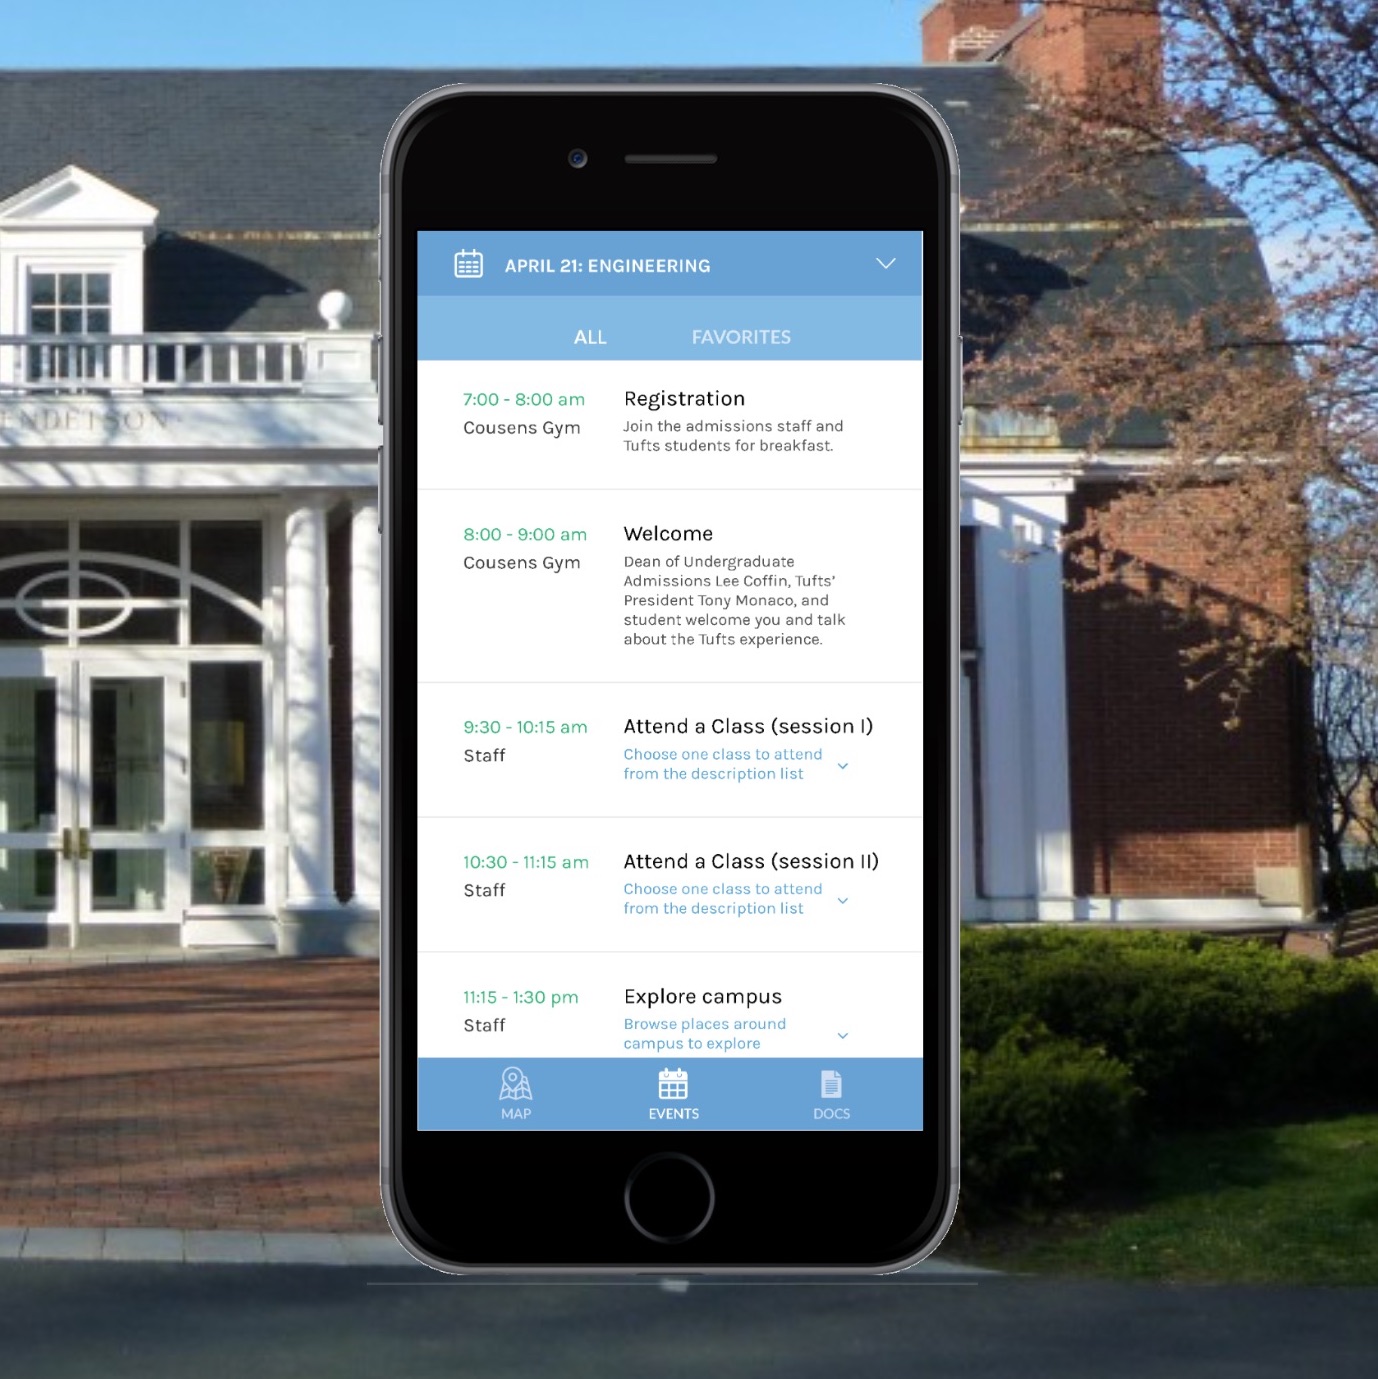 APRIL 21: ENGINEERING
ALL FAVORITES
7:00 - 8:00 am
Cousens Gym
Registration
Join the admissions staff and
Tufts students for breakfast.
8:00 - 9:00 am
Cousens Gym
Welcome
Dean of Undergraduate
Admissions Lee Coffin, Tufts'
President Tony Monaco, and
student welcome you and talk
about the Tufts experience.
9:30 - 10:15 am
Staff
Attend a Class (session I)
Choose one class to attend
from the description list
10:30 - 11:15 am
Staff
Attend a Class (session II)
Choose one class to attend
from the description list
11:15 - 1:30 pm
Staff
Explore campus
Browse places around
campus to explore
MAP EVENTS DOCS